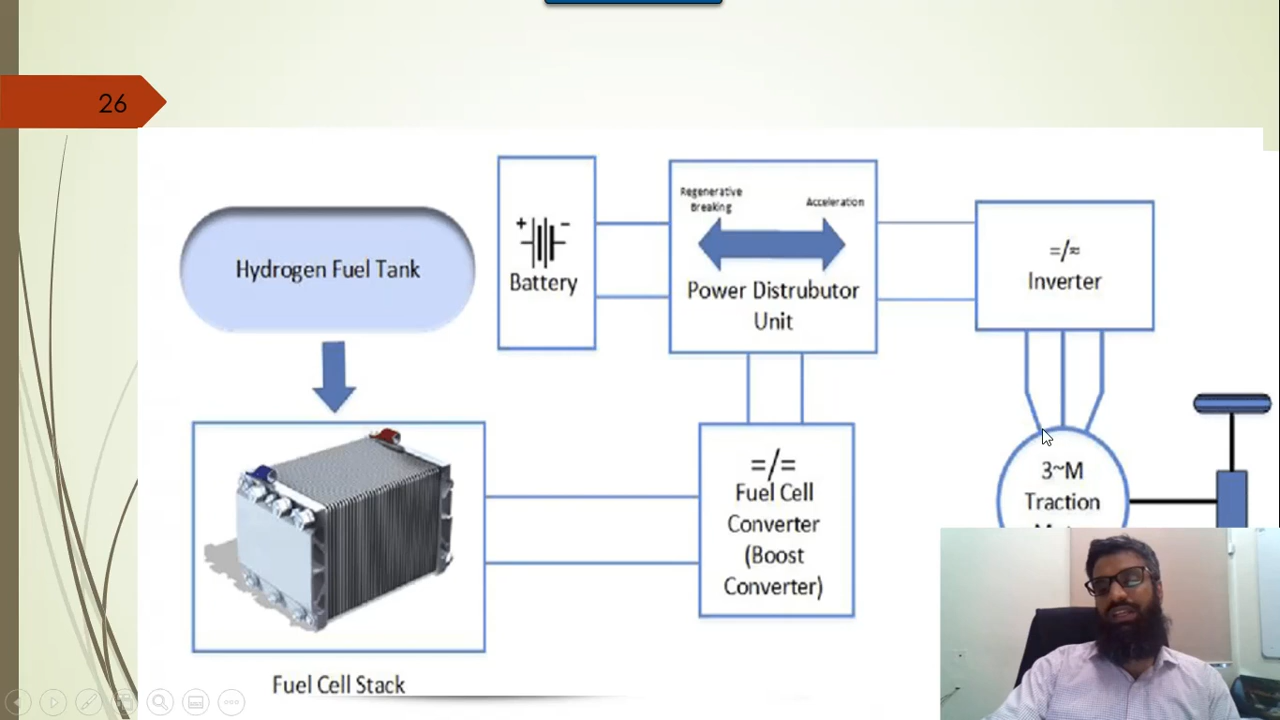 26
Hydrogen Fuel Tank
+ -
Battery
Regenerative
Breaking
Acceleration
Power Distrubutor
Unit
=/≈
Inverter
=/=
Fuel Cell
Converter
(Boost
Converter)
3~M
Traction
Fuel Cell Stack